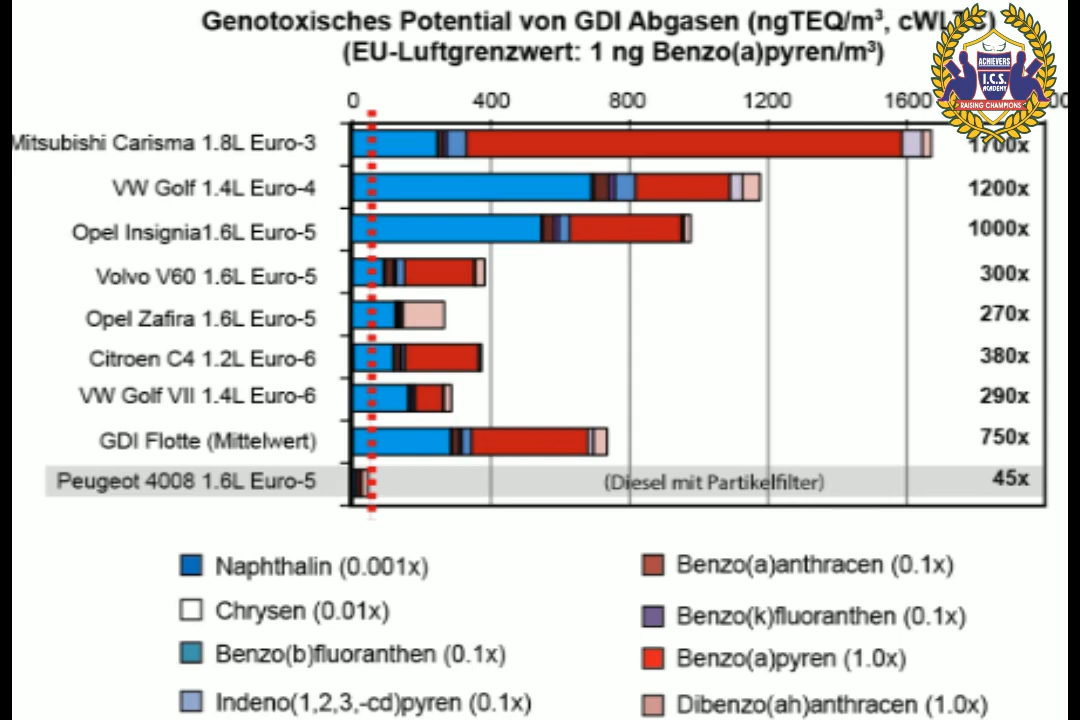 Genotoxisches Potential von GDI Abgasen (ngTEQ/m³,
(EU-Luftgrenzwert: 1 ng Benzo(a)pyren/m³)
ACHIEVERS
I.C.S.
ACADEMY
RAISING CHAMPIONS
0 400 800 1200 1600
Mitsubishi Carisma 1.8L Euro-3 1700x
VW Golf 1.4L Euro-4 1200x
Opel Insignia1.6L Euro-5 1000x
Volvo V60 1.6L Euro-5 300x
Opel Zafira 1.6L Euro-5 270x
Citroen C4 1.2L Euro-6 380x
VW Golf VII 1.4L Euro-6 290x
GDI Flotte (Mittelwert) 750x
Peugeot 4008 1.6L Euro-5 (Diesel mit Partikelfilter) 45x
Naphthalin (0.001x) Benzo(a)anthracen (0.1x)
Chrysen (0.01x) Benzo(k)fluoranthen (0.1x)
Benzo(b)fluoranthen (0.1x) Benzo(a)pyren (1.0x)
Indeno(1,2,3,-cd)pyren (0.1x) Dibenzo(ah)anthracen (1.0x)